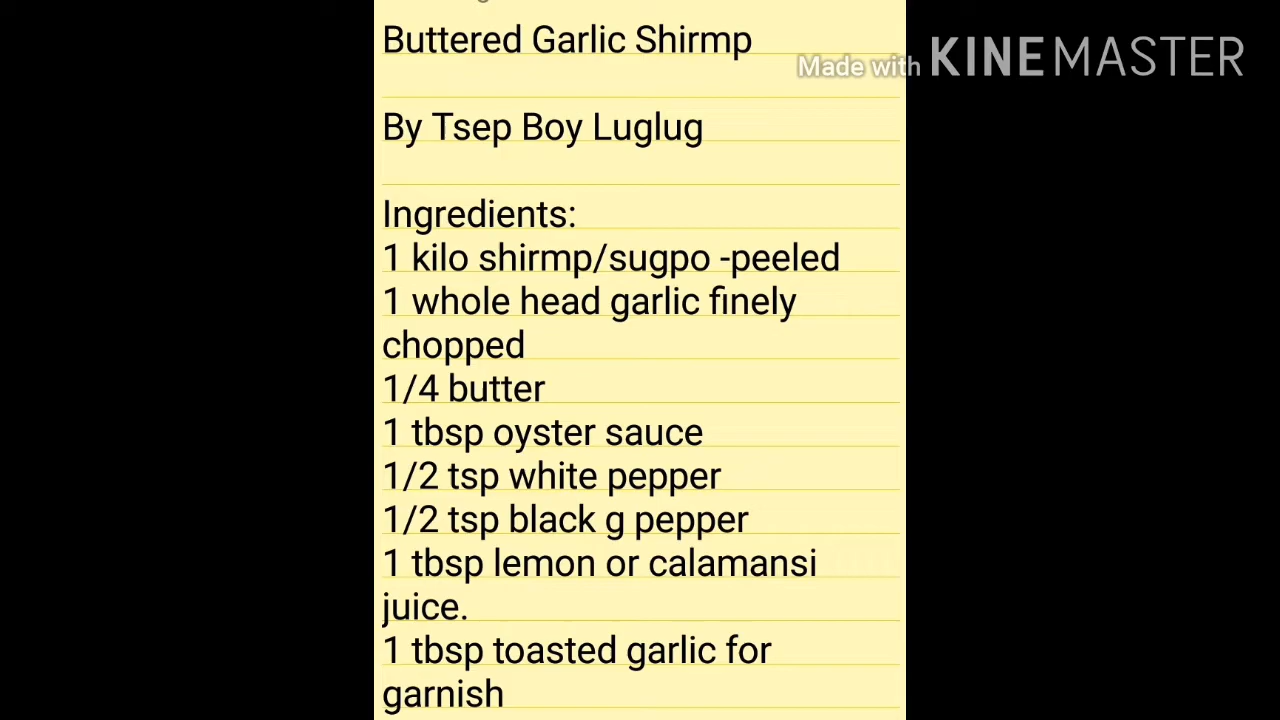 Buttered Garlic Shirmp
Made with KINEMASTER
By Tsep Boy Luglug
Ingredients:
1 kilo shirmp/sugpo -peeled
1 whole head garlic finely
chopped
1/4 butter
1 tbsp oyster sauce
1/2 tsp white pepper
1/2 tsp black g pepper
1 tbsp lemon or calamansi
juice.
1 tbsp toasted garlic for
garnish